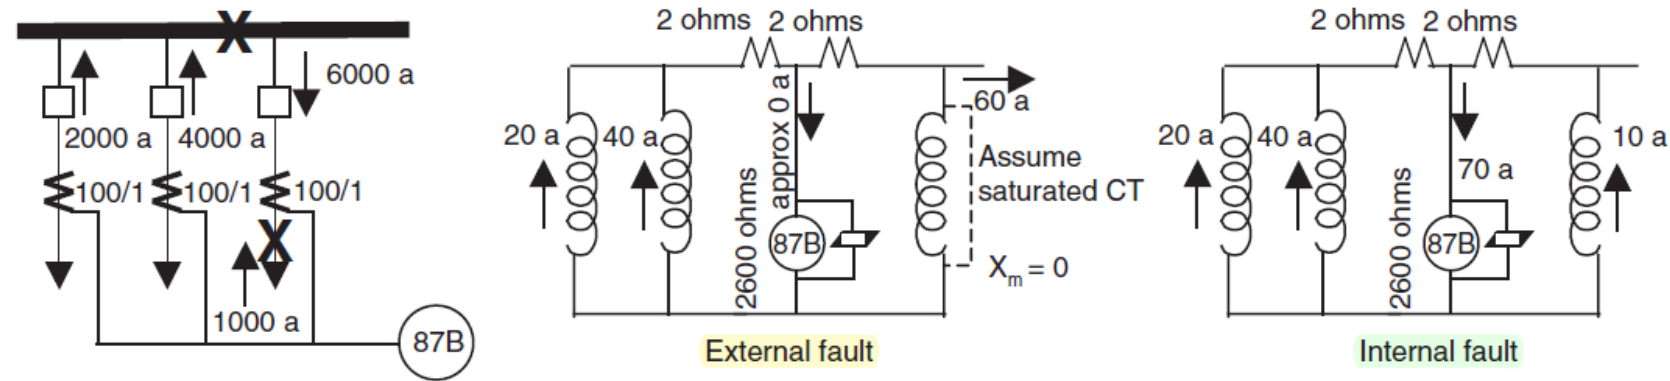 X
6000 a
2000 a
4000 a
100/1
100/1
100/1
X
1000 a
87B
2 ohms 2 ohms
20 a
40 a
approx 0 a
60 a
Assume
saturated CT
2600 ohms
87B
Xm = 0
External fault
2 ohms 2 ohms
20 a
40 a
10 a
70 a
2600 ohms
87B
Internal fault